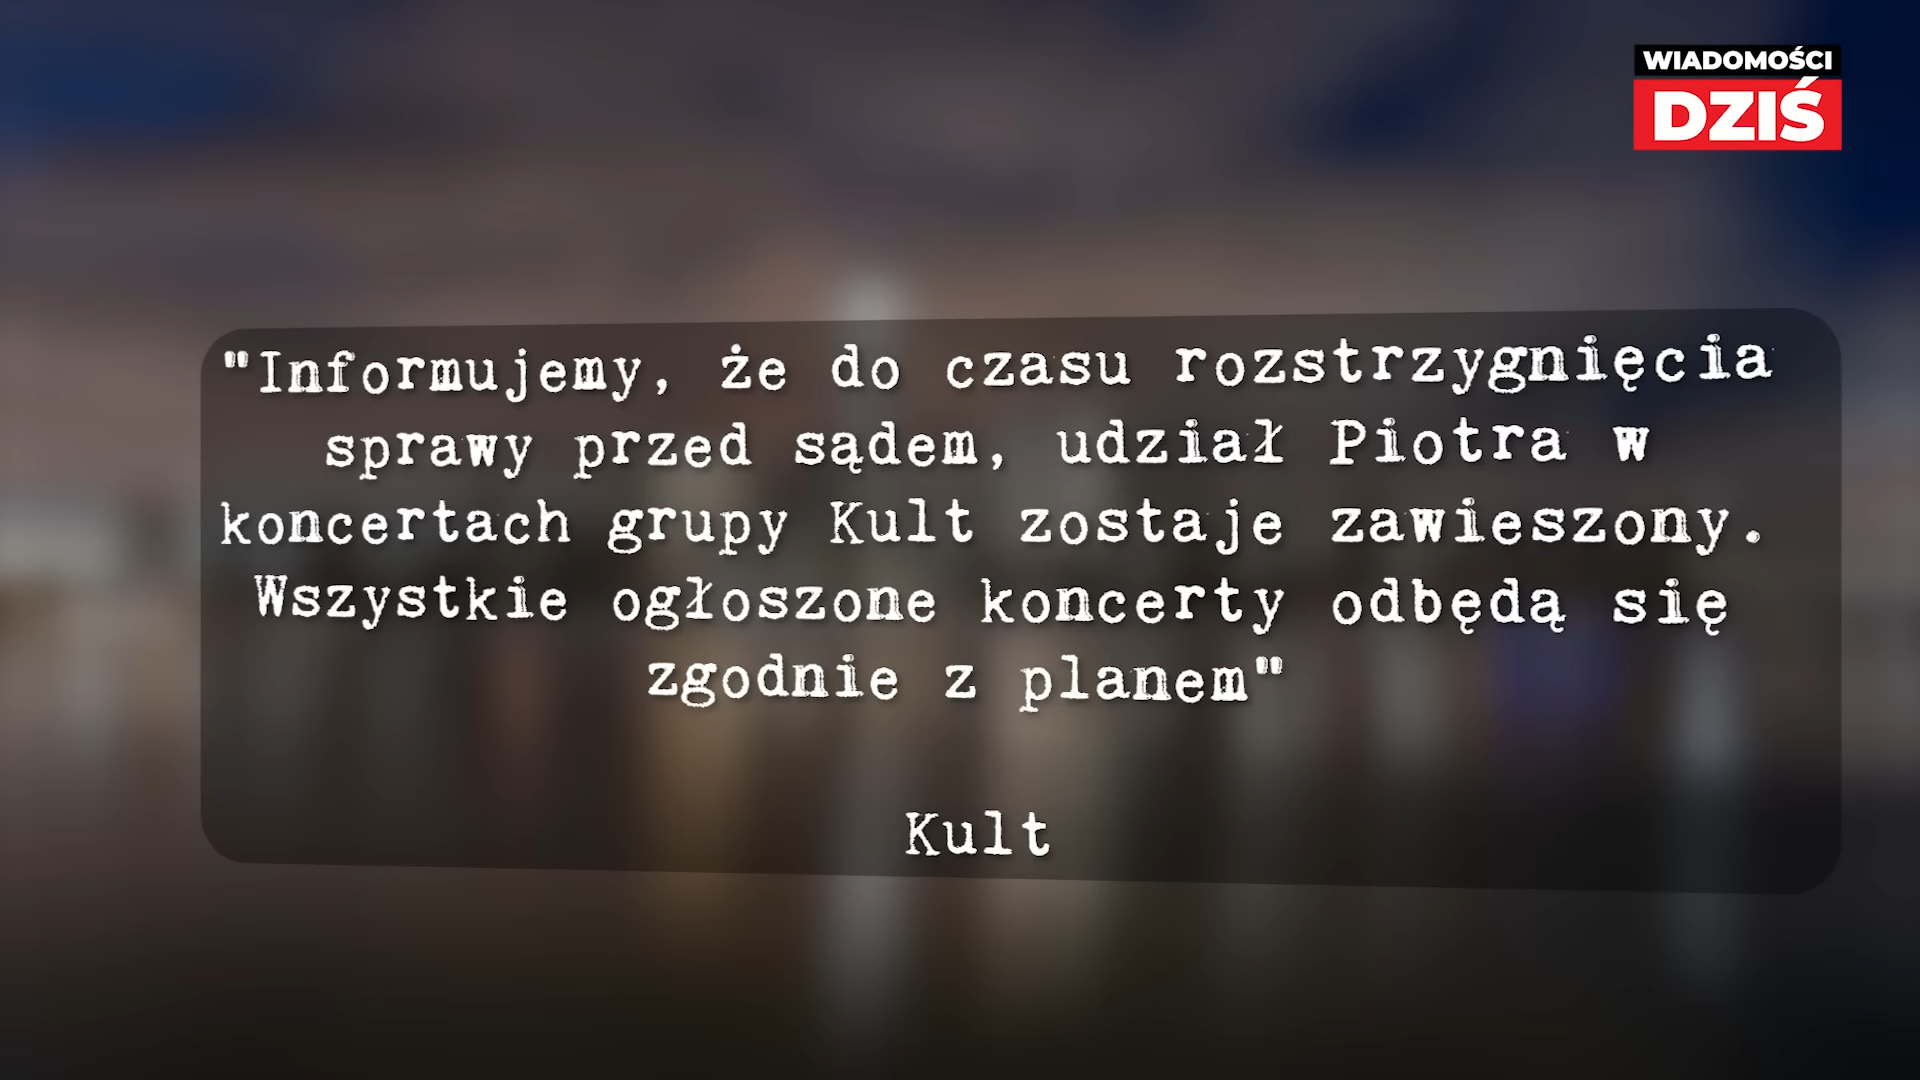 WIADOMOŚCI
DZIŚ
"Informujemy, że do czasu rozstrzygnięcia
sprawy przed sądem, udział Piotra w
koncertach grupy Kult zostaje zawieszony.
Wszystkie ogłoszone koncerty odbędą się
zgodnie z planem"
Kult